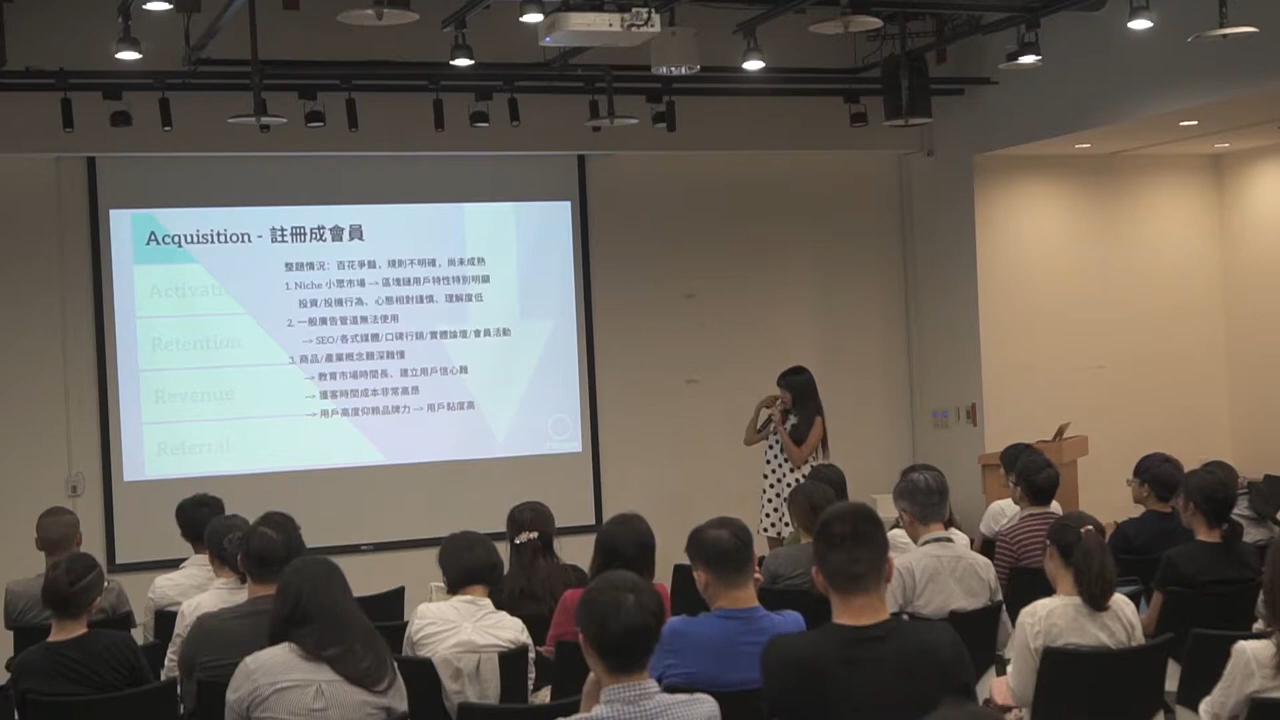 Acquisition - 註冊成會員
整題情況：百花爭豔，規則不明確，尚未成熟
1. Niche 小眾市場 -> 區塊鏈用戶特性特別明顯
投資/投機行為、心態相對謹慎、理解度低
2. 一般廣告管道無法使用
-> SEO/各式媒體/口碑行銷/實體論壇/會員活動
3. 商品/產業概念艱深難懂
-> 教育市場時間長、建立用戶信心難
-> 獲客時間成本非常高昂
-> 用戶高度仰賴品牌力 -> 用戶黏度高
Activation
Retention
Revenue
Referral